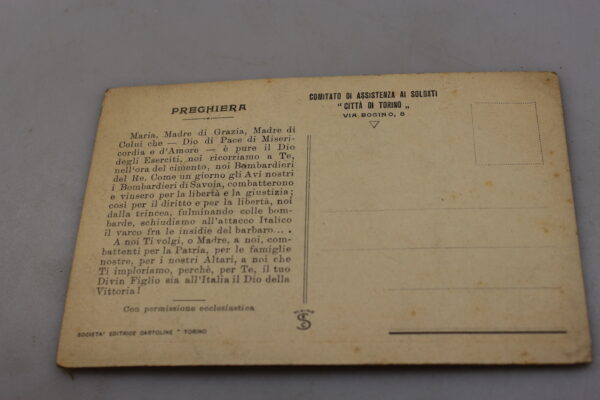 PREGHIERA
Maria, Madre di Grazia, Madre di
Colui che — Dio di Pace di Miseri-
cordia e d'Amore — è pure il Dio
degli Eserciti, noi ricorriamo a Te,
nell'ora del cimento, noi Bombardieri
del Re. Come un giorno gli Avi nostri
i Bombardieri di Savoja, combatterono
e vinsero per la libertà e la giustizia;
così per il diritto e per la libertà, noi
dalla trincea, fulminando colle bom-
barde, schiudiamo all'attacco Italico
il varco fra le insidie del barbaro....
A noi Ti volgi, o Madre, a noi, com-
battenti per la Patria, per le famiglie
nostre, per i nostri Altari, a noi che
Ti imploriamo, perchè, per Te, il tuo
Divin Figlio sia all'Italia il Dio della
Vittoria!
Con permissione ecclesiastica
SOCIETA' EDITRICE CARTOLINE - TORINO
COMITATO DI ASSISTENZA AI SOLDATI
"CITTÀ DI TORINO„
VIA BOGINO, 6